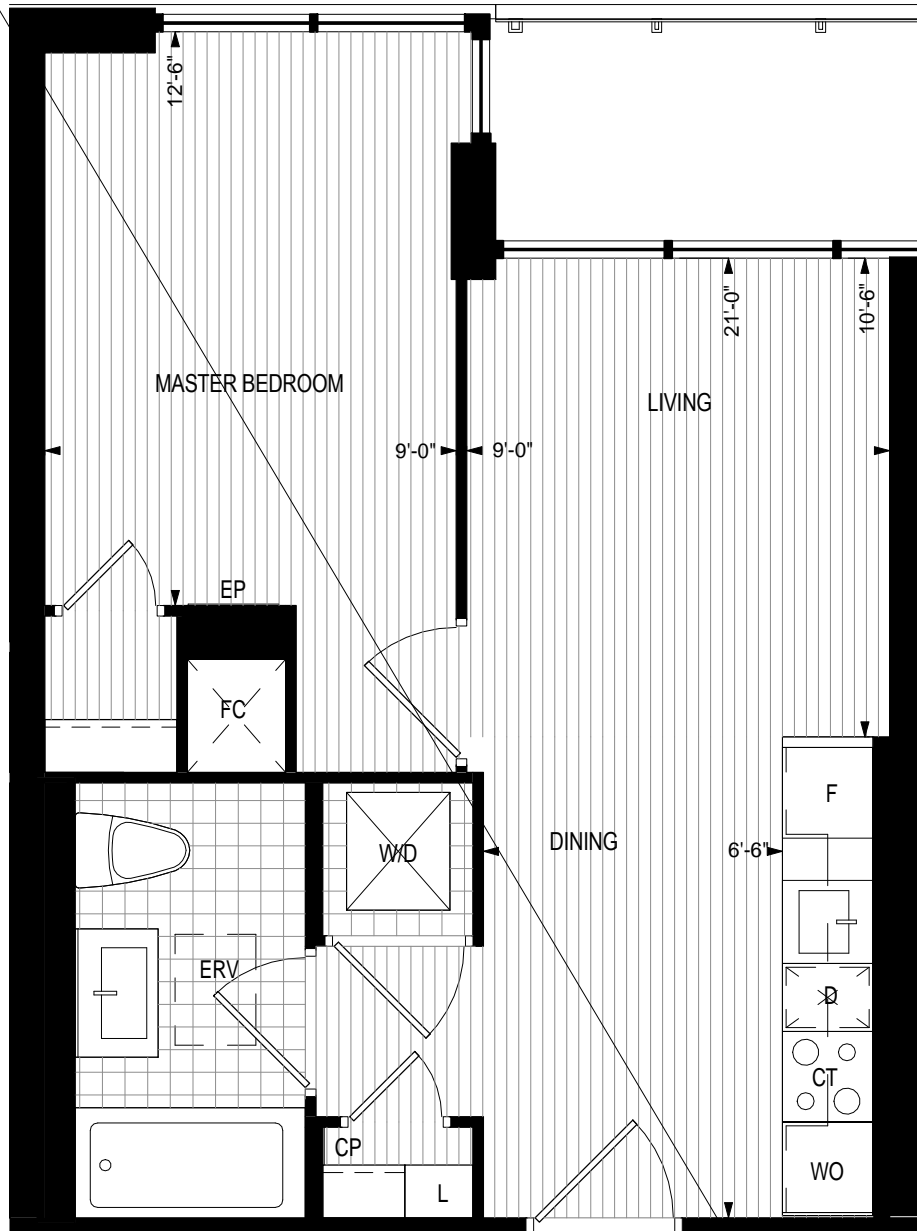 12'-6"
21'-0"
10'-6"
MASTER BEDROOM
LIVING
9'-0"
9'-0"
EP
FC
F
W/D
DINING
6'-6"
ERV
D
CT
CP
WO
L